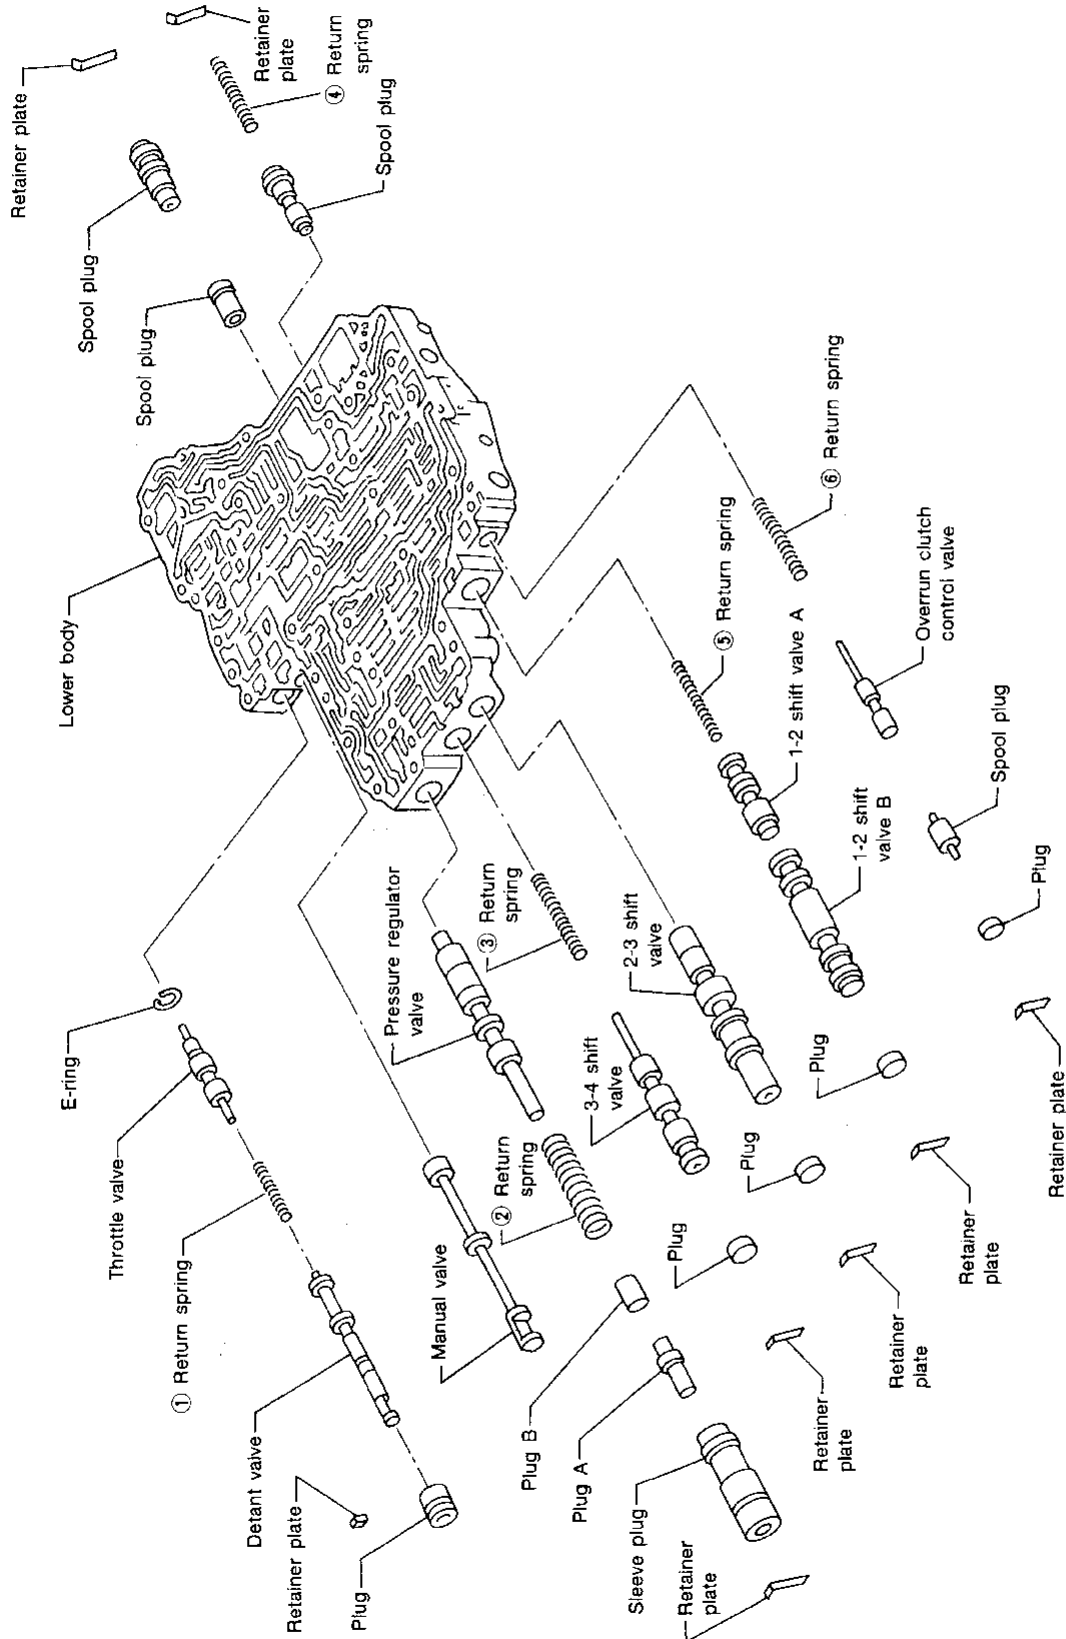 Retainer plate
Retainer
plate
④ Return
spring
Spool plug
Spool plug
Spool plug
Lower body
⑥ Return spring
⑤ Return spring
Overrun clutch
control valve
1-2 shift valve A
Spool plug
1-2 shift
valve B
Plug
E-ring
Throttle valve
① Return spring
Detant valve
Retainer plate
Plug
Pressure regulator
valve
③ Return
spring
2-3 shift
valve
3-4 shift
valve
② Return
spring
Manual valve
Plug
Plug
Plug
Plug B
Plug A
Sleeve plug
Retainer
plate
Retainer
plate
Retainer
plate
Retainer
plate
Retainer plate